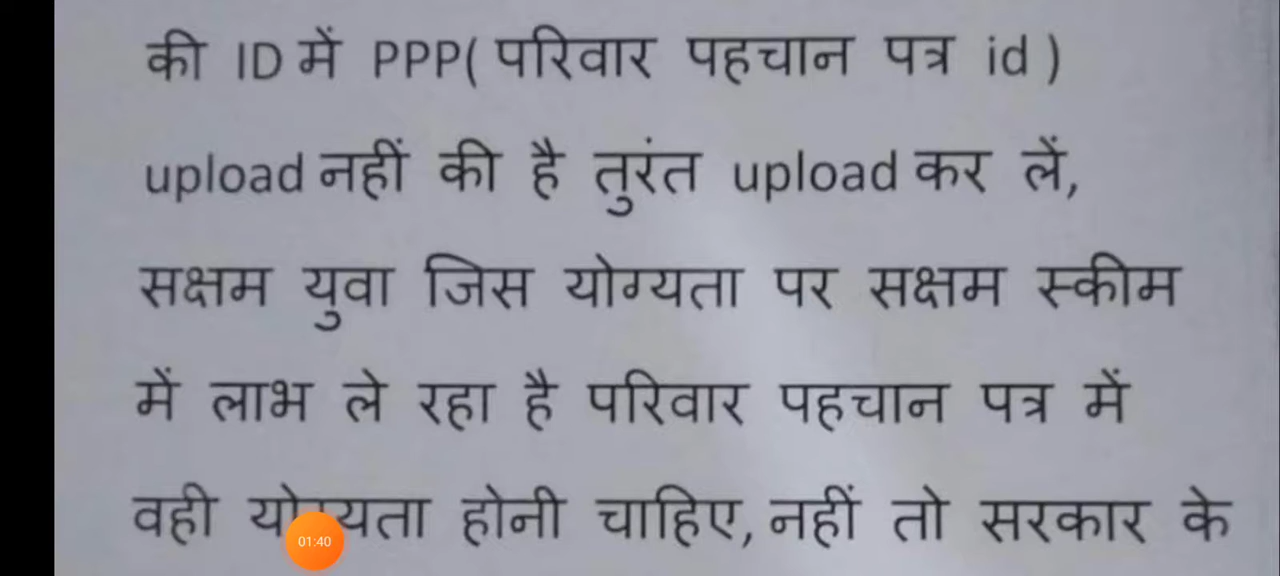 की ID में PPP( परिवार पहचान पत्र id )
upload नहीं की है तुरंत upload कर लें,
सक्षम युवा जिस योग्यता पर सक्षम स्कीम
में लाभ ले रहा है परिवार पहचान पत्र में
वही योग्यता होनी चाहिए, नहीं तो सरकार के
01:40